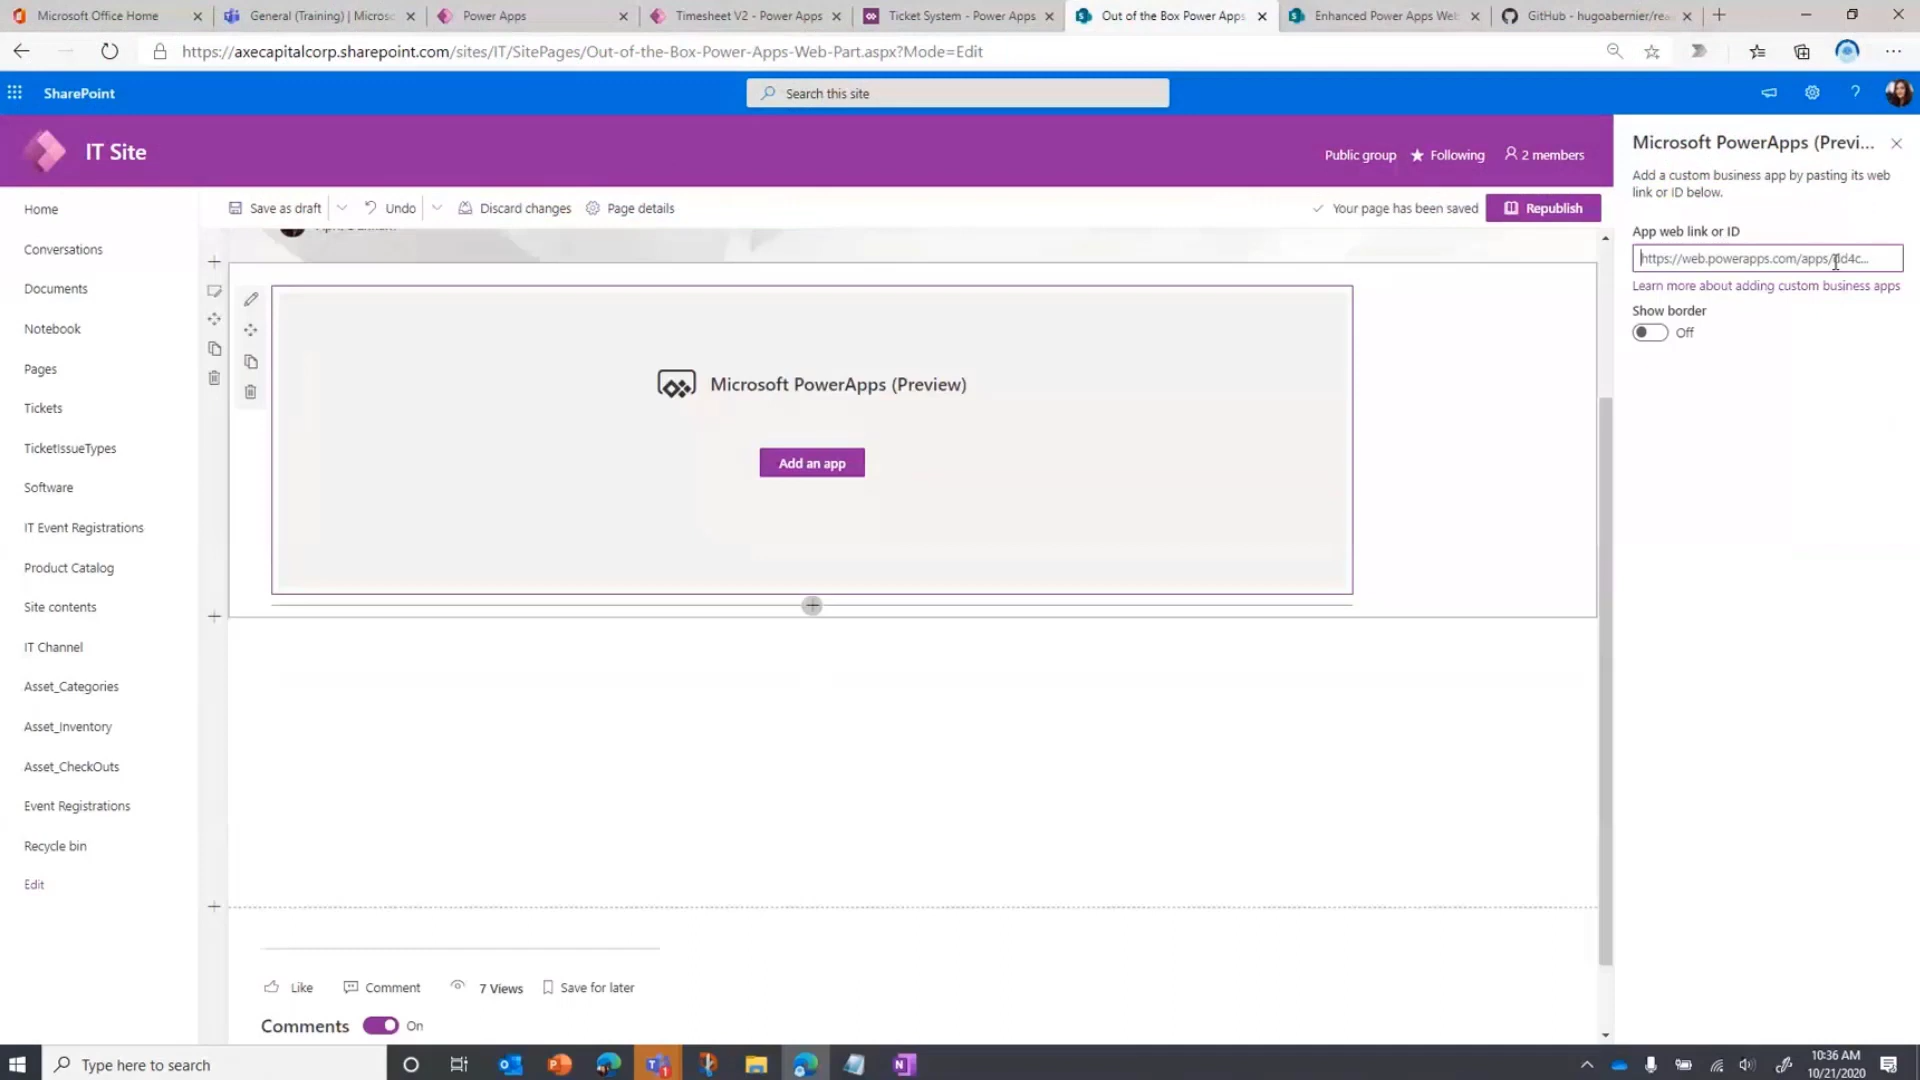 Microsoft Office Home
General (Training) | Micros
Power Apps
Timesheet V2 - Power Apps
Ticket System - Power Apps
Out of the Box Power Apps
Enhanced Power Apps We
GitHub - hugoabernier/rea
https://axecapitalcorp.sharepoint.com/sites/IT/SitePages/Out-of-the-Box-Power-Apps-Web-Part.aspx?Mode=Edit
SharePoint
Search this site
IT Site
Public group
Following
2 members
Microsoft PowerApps (Previ...
Add a custom business app by pasting its web
link or ID below.
App web link or ID
https://web.powerapps.com/apps/dd4c...
Learn more about adding custom business apps
Show border
Off
Save as draft
Undo
Discard changes
Page details
Your page has been saved
Republish
Home
Conversations
Documents
Notebook
Pages
Tickets
TicketIssueTypes
Software
IT Event Registrations
Product Catalog
Site contents
IT Channel
Asset_Categories
Asset_Inventory
Asset_CheckOuts
Event Registrations
Recycle bin
Edit
Microsoft PowerApps (Preview)
Add an app
Like
Comment
7 Views
Save for later
Comments
On
Type here to search
10:36 AM
10/21/2020